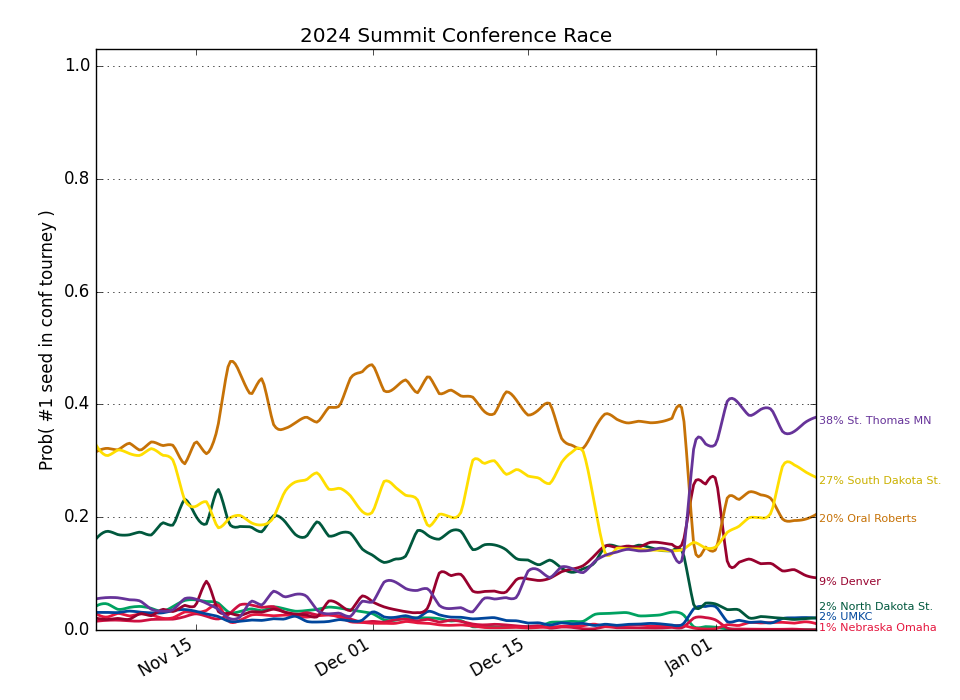 2024 Summit Conference Race
Prob( #1 seed in conf tourney )
1.0
0.8
0.6
0.4
0.2
0.0
Nov 15
Dec 01
Dec 15
Jan 01
38% St. Thomas MN
27% South Dakota St.
20% Oral Roberts
9% Denver
2% North Dakota St.
2% UMKC
1% Nebraska Omaha